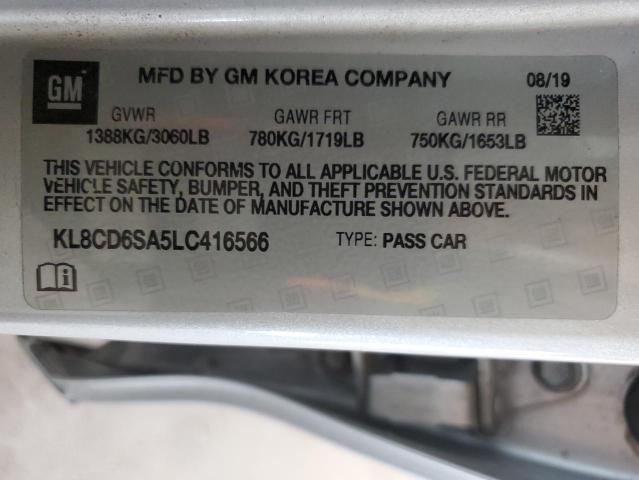 GM MFD BY GM KOREA COMPANY 08/19
GVWR GAWR FRT GAWR RR
1388KG/3060LB 780KG/1719LB 750KG/1653LB
THIS VEHICLE CONFORMS TO ALL APPLICABLE U.S. FEDERAL MOTOR
VEHICLE SAFETY, BUMPER, AND THEFT PREVENTION STANDARDS IN
EFFECT ON THE DATE OF MANUFACTURE SHOWN ABOVE.
KL8CD6SA5LC416566 TYPE: PASS CAR